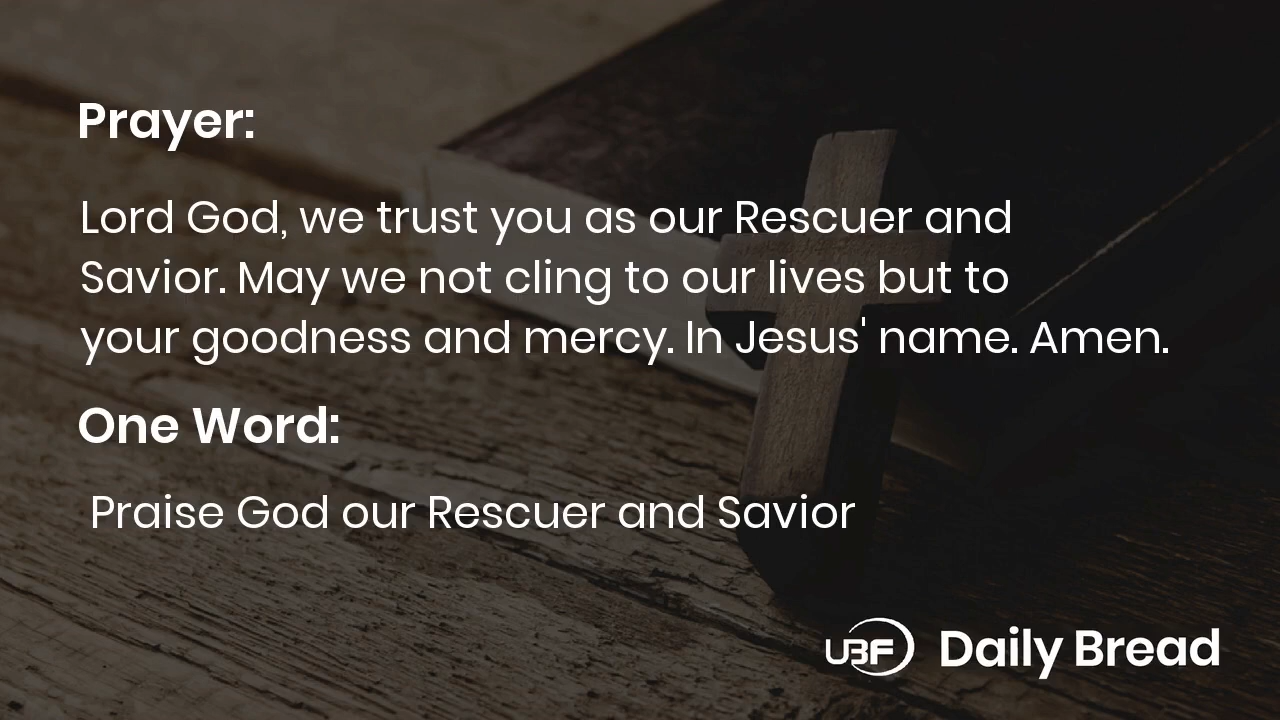 Prayer:
Lord God, we trust you as our Rescuer and
Savior. May we not cling to our lives but to
your goodness and mercy. In Jesus' name. Amen.
One Word:
Praise God our Rescuer and Savior
UBF Daily Bread